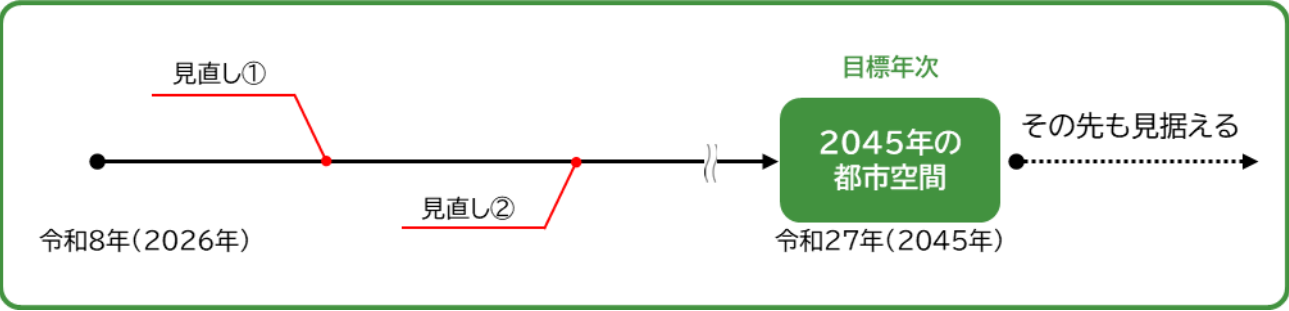 目標年次
見直し①
その先も見据える
2045年の
都市空間
見直し②
令和8年(2026年)
令和27年(2045年)